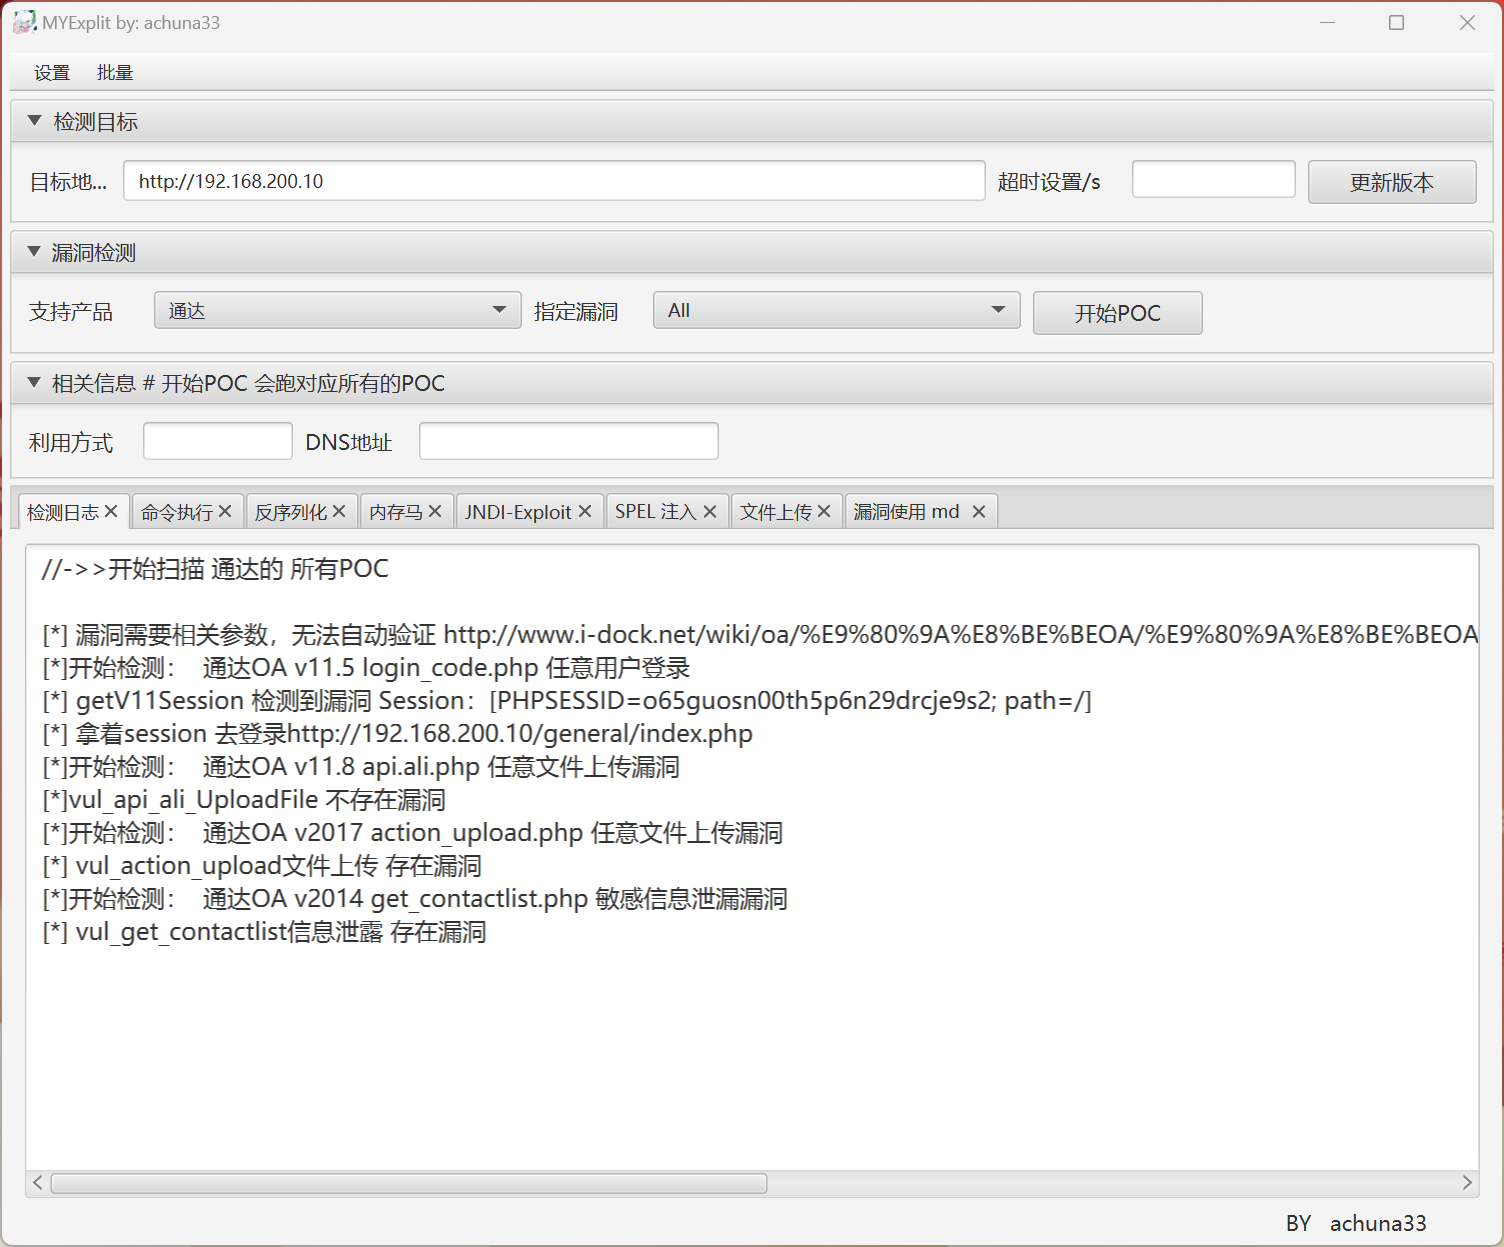 MYExplit by: achuna33
设置 批量
检测目标
目标地... http://192.168.200.10 超时设置/s 更新版本
漏洞检测
支持产品 通达 指定漏洞 All 开始POC
相关信息 # 开始POC 会跑对应所有的POC
利用方式 DNS地址
检测日志 命令执行 反序列化 内存马 JNDI-Exploit SPEL 注入 文件上传 漏洞使用 md
//->>开始扫描 通达的 所有POC
[*] 漏洞需要相关参数，无法自动验证 http://www.i-dock.net/wiki/oa/%E9%80%9A%E8%BE%BEOA/%E9%80%9A%E8%BE%BEOA
[*]开始检测： 通达OA v11.5 login_code.php 任意用户登录
[*] getV11Session 检测到漏洞 Session：[PHPSESSID=o65guosn00th5p6n29drcje9s2; path=/]
[*] 拿着session 去登录http://192.168.200.10/general/index.php
[*]开始检测： 通达OA v11.8 api.ali.php 任意文件上传漏洞
[*]vul_api_ali_UploadFile 不存在漏洞
[*]开始检测： 通达OA v2017 action_upload.php 任意文件上传漏洞
[*] vul_action_upload文件上传 存在漏洞
[*]开始检测： 通达OA v2014 get_contactlist.php 敏感信息泄漏漏洞
[*] vul_get_contactlist信息泄露 存在漏洞
BY achuna33